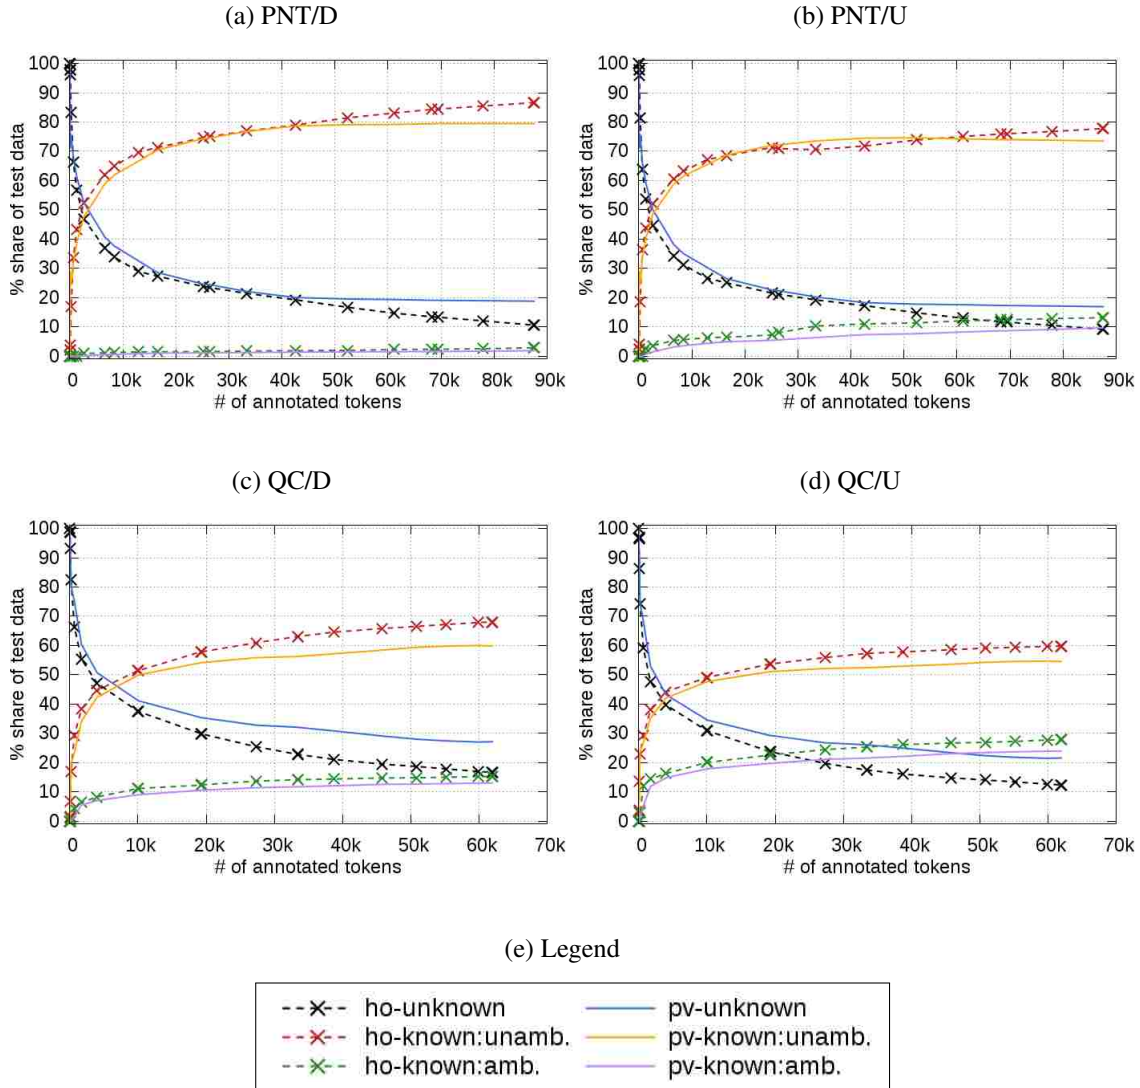 (a) PNT/D
(b) PNT/U
100
90
80
70
60
50
40
30
20
10
0
% share of test data
0 10k 20k 30k 40k 50k 60k 70k 80k 90k
# of annotated tokens
100
90
80
70
60
50
40
30
20
10
0
% share of test data
0 10k 20k 30k 40k 50k 60k 70k 80k 90k
# of annotated tokens
(c) QC/D
(d) QC/U
100
90
80
70
60
50
40
30
20
10
0
% share of test data
0 10k 20k 30k 40k 50k 60k 70k
# of annotated tokens
100
90
80
70
60
50
40
30
20
10
0
% share of test data
0 10k 20k 30k 40k 50k 60k 70k
# of annotated tokens
(e) Legend
ho-unknown pv-unknown
ho-known:unamb. pv-known:unamb.
ho-known:amb. pv-known:amb.